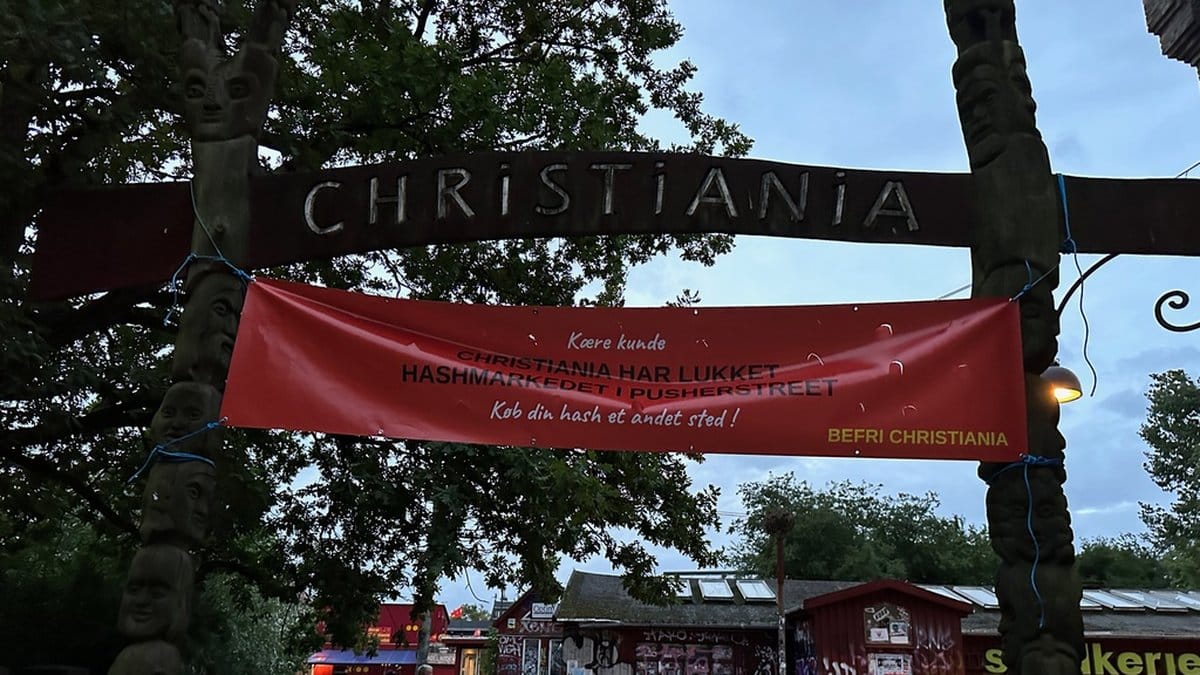 CHRiSTiANiA
Kære kunde
CHRISTIANIA HAR LUKKET
HASHMARKEDET I PUSHERSTREET
Køb din hash et andet sted !
BEFRI CHRISTIANIA